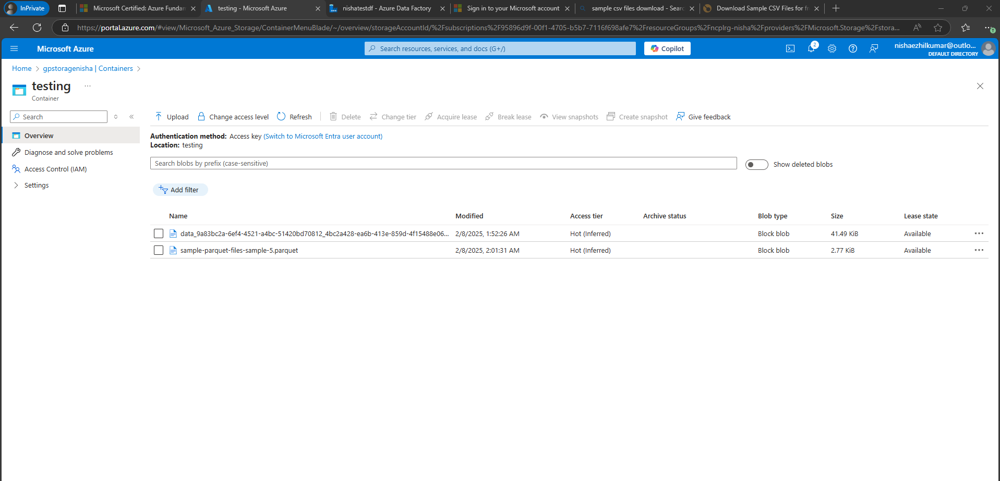 InPrivate
Microsoft Certified: Azure Fundam
testing - Microsoft Azure
nishatestdf - Azure Data Factory
Sign in to your Microsoft account
sample csv files download - Searc
Download Sample CSV Files for fr
https://portal.azure.com/#view/Microsoft_Azure_Storage/ContainerMenuBlade/~/overview/storageAccountId/%2Fsubscriptions%2F95896d9f-00f1-4705-b5b7-7116f698afe7%2FresourceGroups%2Fncplrg-nisha%2Fproviders%2FMicrosoft.Storage%2Fstora...
Microsoft Azure
Search resources, services, and docs (G+/)
Copilot
2
nishaezhilkumar@outlo...
DEFAULT DIRECTORY
Home > gpstoragenisha | Containers >
testing ...
Container
Search
Overview
Diagnose and solve problems
Access Control (IAM)
Settings
Upload Change access level Refresh Delete Change tier Acquire lease Break lease View snapshots Create snapshot Give feedback
Authentication method: Access key (Switch to Microsoft Entra user account)
Location: testing
Search blobs by prefix (case-sensitive)
Show deleted blobs
Add filter
Name Modified Access tier Archive status Blob type Size Lease state
data_9a83bc2a-6ef4-4521-a4bc-51420bd70812_4bc2a428-ea6b-413e-859d-4f15488e06... 2/8/2025, 1:52:26 AM Hot (Inferred) Block blob 41.49 KiB Available ...
sample-parquet-files-sample-5.parquet 2/8/2025, 2:01:31 AM Hot (Inferred) Block blob 2.77 KiB Available ...